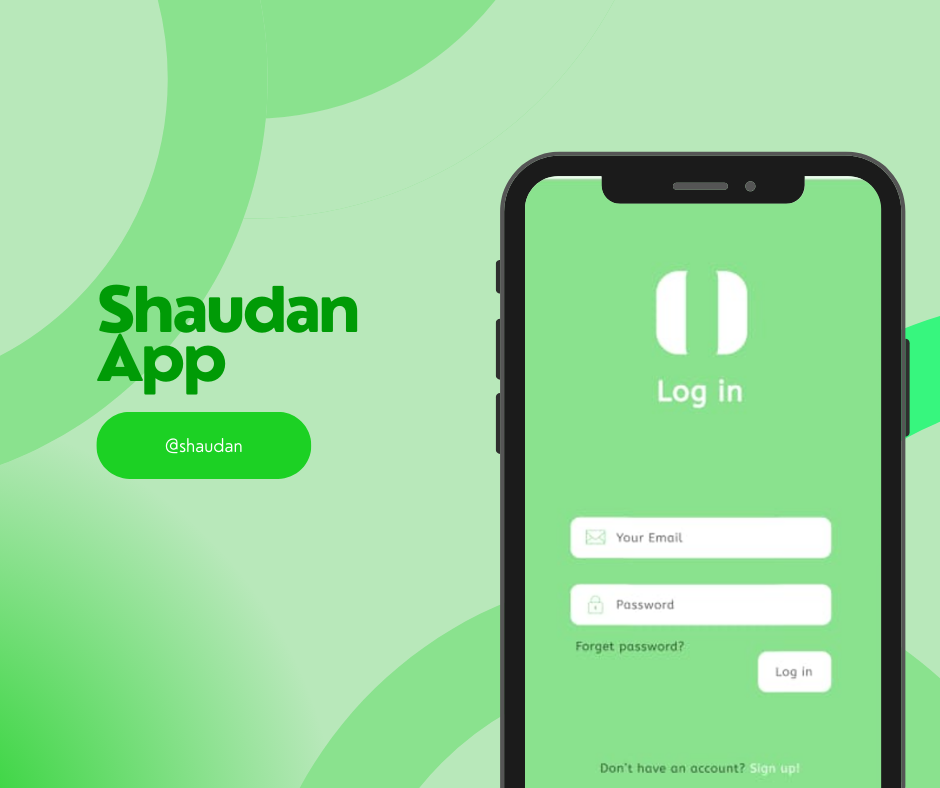 Shaudan
App
@shaudan
Log in
Your Email
Password
Forget password?
Log in
Don't have an account? Sign up!